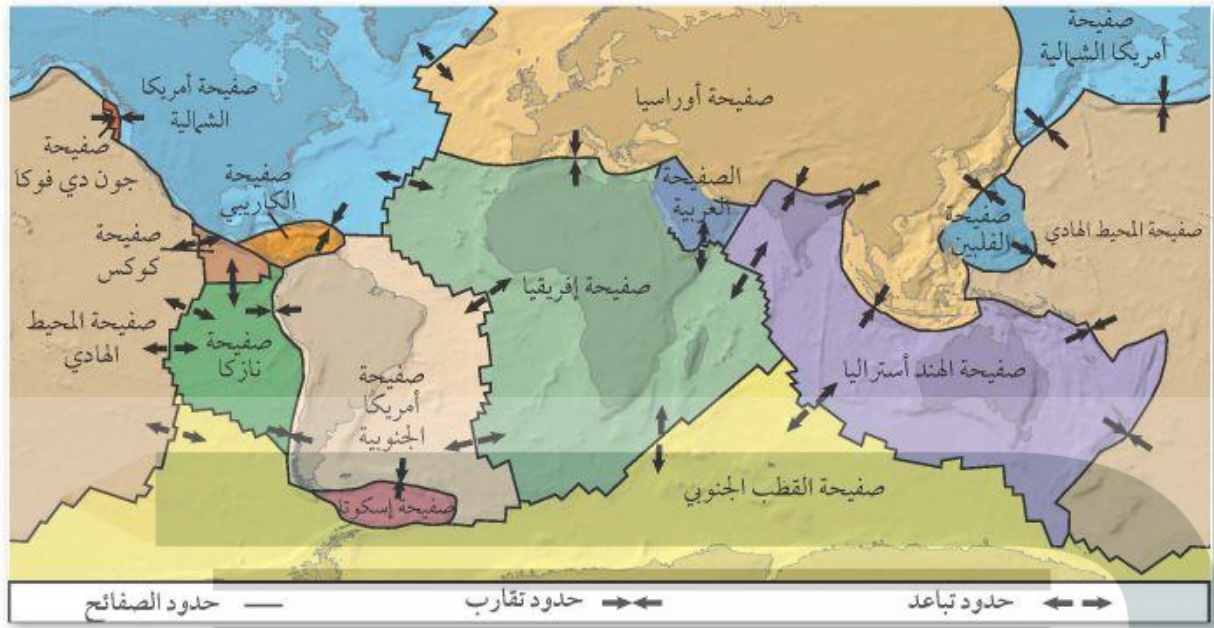 صفيحة
أمريكا الشمالية
صفيحة أوراسيا
صفيحة أمريكا
الشمالية
صفيحة
جون دي فوكا
صفيحة
الكاريبي
الصفيحة
العربية
صفيحة
الفلبين
صفيحة المحيط الهادي
صفيحة
كوكس
صفيحة إفريقيا
صفيحة المحيط
الهادي
صفيحة
نازكا
صفيحة
أمريكا
الجنوبية
صفيحة الهند أستراليا
صفيحة القطب الجنوبي
صفيحة إسكوتا
حدود تباعد
حدود تقارب
حدود الصفائح